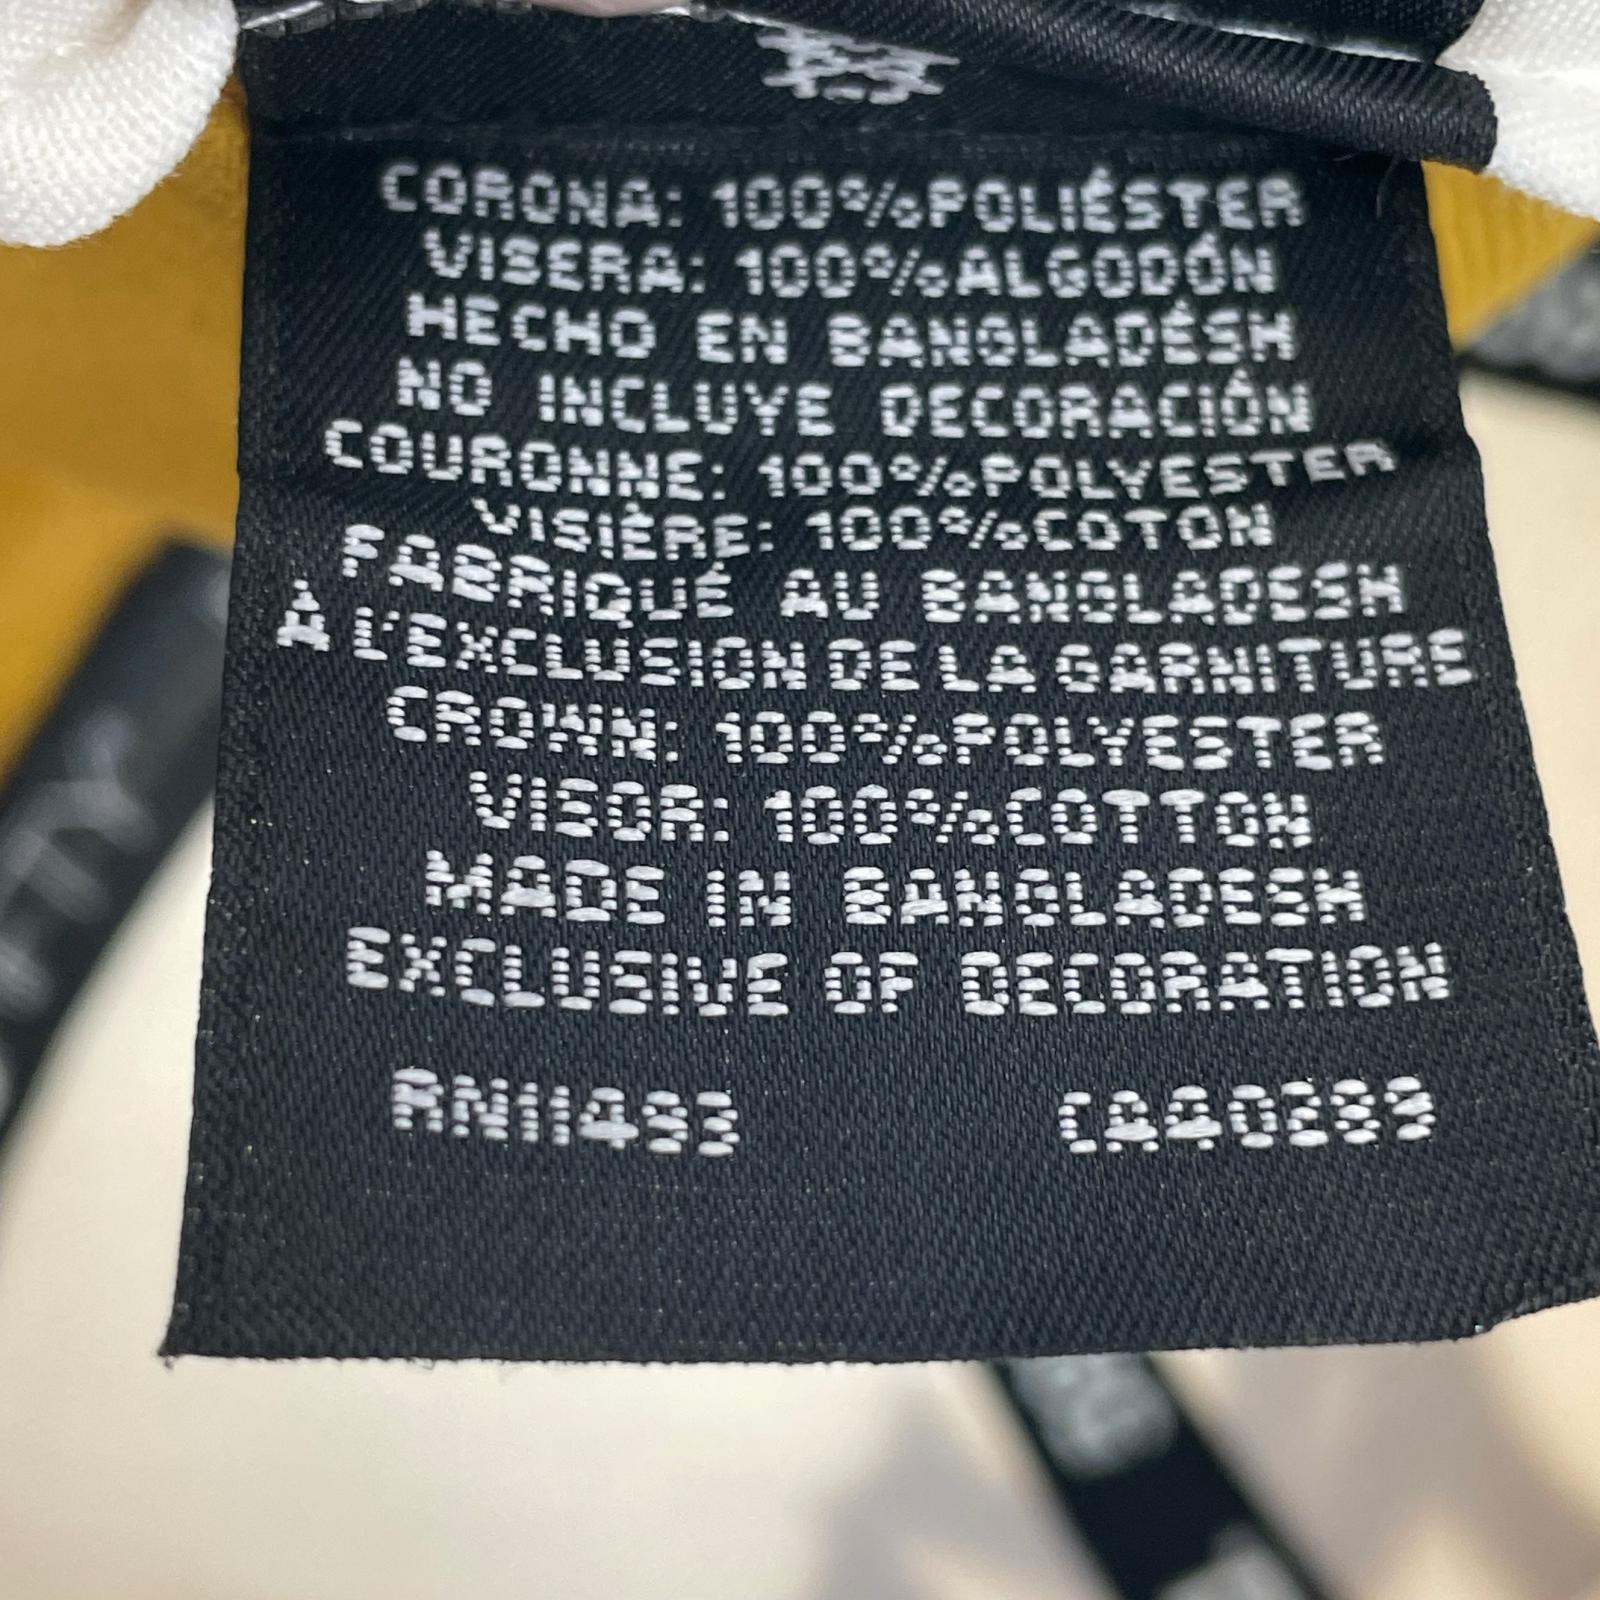 CORONA: 100%POLIÉSTER
VISERA: 100%ALGODÓN
HECHO EN BANGLADÉSH
NO INCLUYE DECORACIÓN
COURONNE: 100%POLYESTER
VISIÈRE: 100%COTON
FABRIQUÉ AU BANGLADESH
À L'EXCLUSION DE LA GARNITURE
CROWN: 100%POLYESTER
VISOR: 100%COTTON
MADE IN BANGLADESH
EXCLUSIVE OF DECORATION
RN11493 CA40289